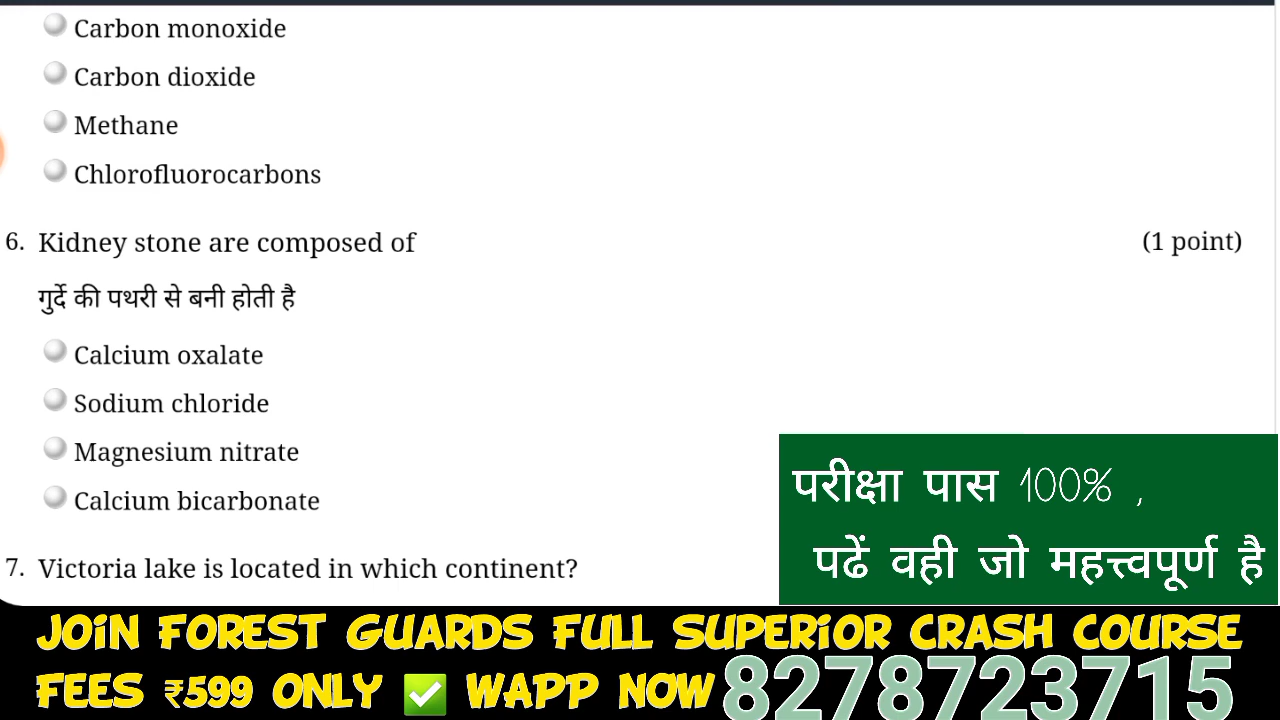 Carbon monoxide
Carbon dioxide
Methane
Chlorofluorocarbons
6. Kidney stone are composed of (1 point)
गुर्दे की पथरी से बनी होती है
Calcium oxalate
Sodium chloride
Magnesium nitrate
Calcium bicarbonate
7. Victoria lake is located in which continent?
परीक्षा पास 100% ,
पढें वही जो महत्त्वपूर्ण है
JOIN FOREST GUARDS FULL SUPERIOR CRASH COURSE
FEES ₹599 ONLY ✅ WAPP NOW 8278723715